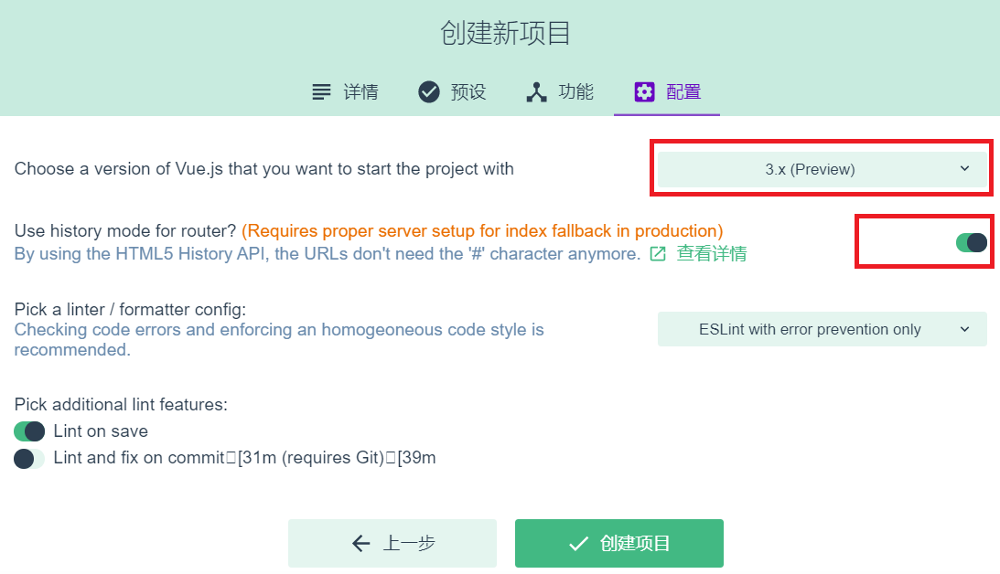 创建新项目
详情 预设 功能 配置
Choose a version of Vue.js that you want to start the project with
3.x (Preview)
Use history mode for router? (Requires proper server setup for index fallback in production)
By using the HTML5 History API, the URLs don't need the '#' character anymore. 查看详情
Pick a linter / formatter config:
Checking code errors and enforcing an homogeoneous code style is
recommended.
ESLint with error prevention only
Pick additional lint features:
Lint on save
Lint and fix on commit□[31m (requires Git)□[39m
上一步 创建项目